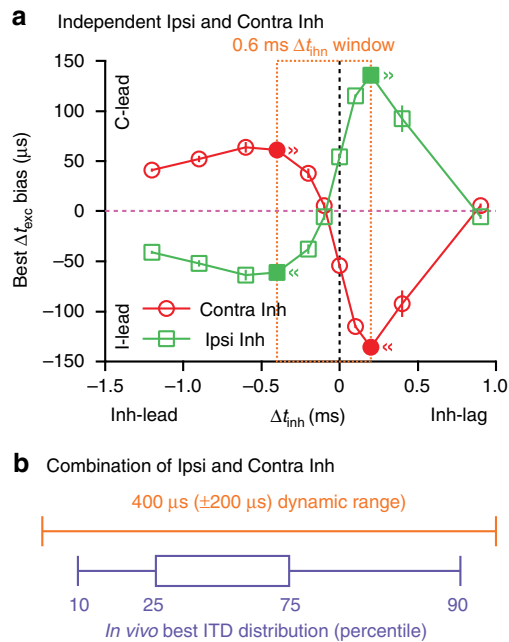 a Independent Ipsi and Contra Inh
0.6 ms Δtihn window
C-lead
I-lead
Best Δtexc bias (μs)
150
100
50
0
−50
−100
−150
»
»
«
«
Contra Inh
Ipsi Inh
−1.5
−1.0
−0.5
0
0.5
1.0
Inh-lead
Δtinh (ms)
Inh-lag
b Combination of Ipsi and Contra Inh
400 μs (±200 μs) dynamic range)
10 25 75 90
In vivo best ITD distribution (percentile)